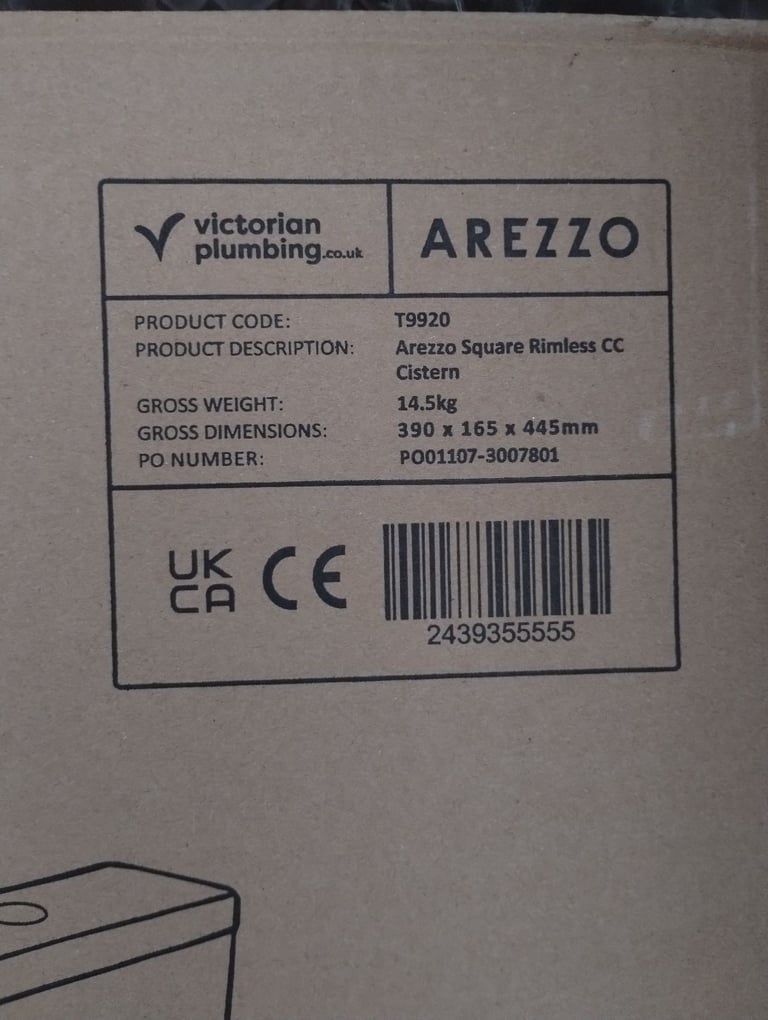 victorian
plumbing.co.uk
AREZZO
PRODUCT CODE: T9920
PRODUCT DESCRIPTION: Arezzo Square Rimless CC
Cistern
GROSS WEIGHT: 14.5kg
GROSS DIMENSIONS: 390 x 165 x 445mm
PO NUMBER: PO01107-3007801
UK
CA
CE
2439355555